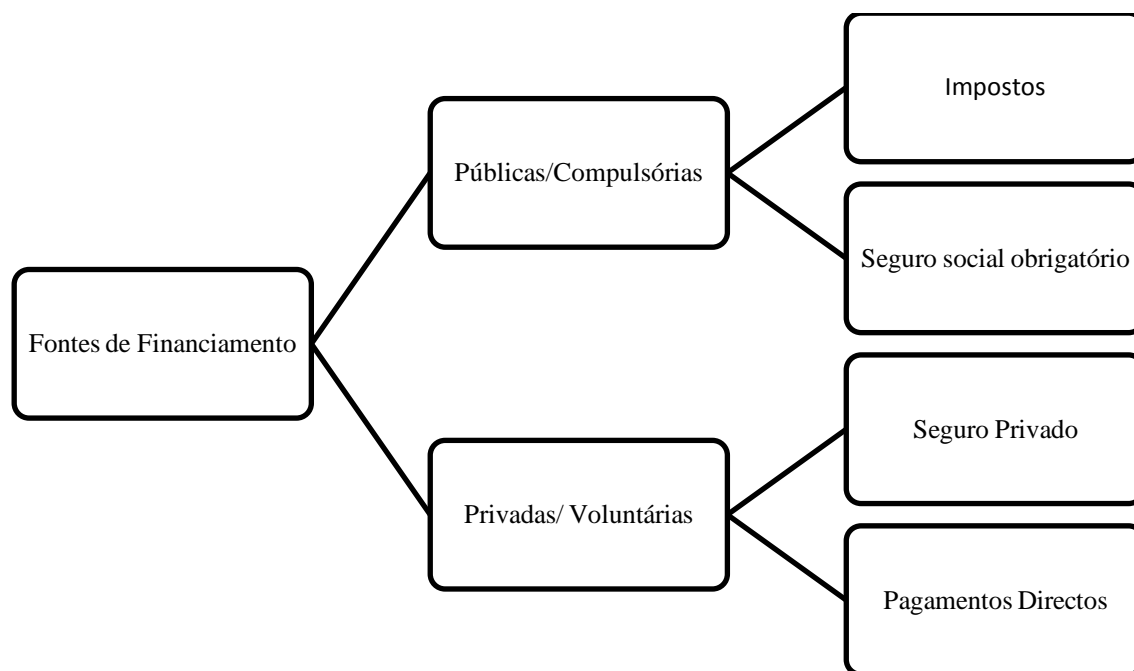 Fontes de Financiamento
Públicas/Compulsórias
Impostos
Seguro social obrigatório
Privadas/ Voluntárias
Seguro Privado
Pagamentos Directos